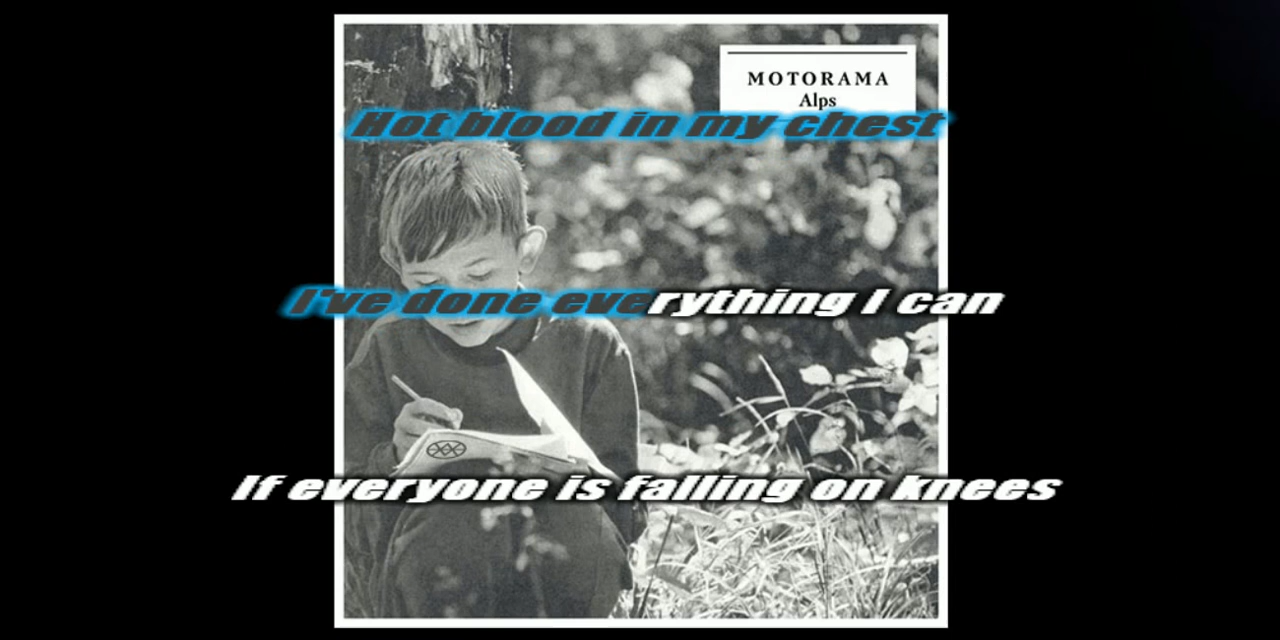 MOTORAMA
Alps
Hot blood in my chest
I've done everything I can
If everyone is falling on knees